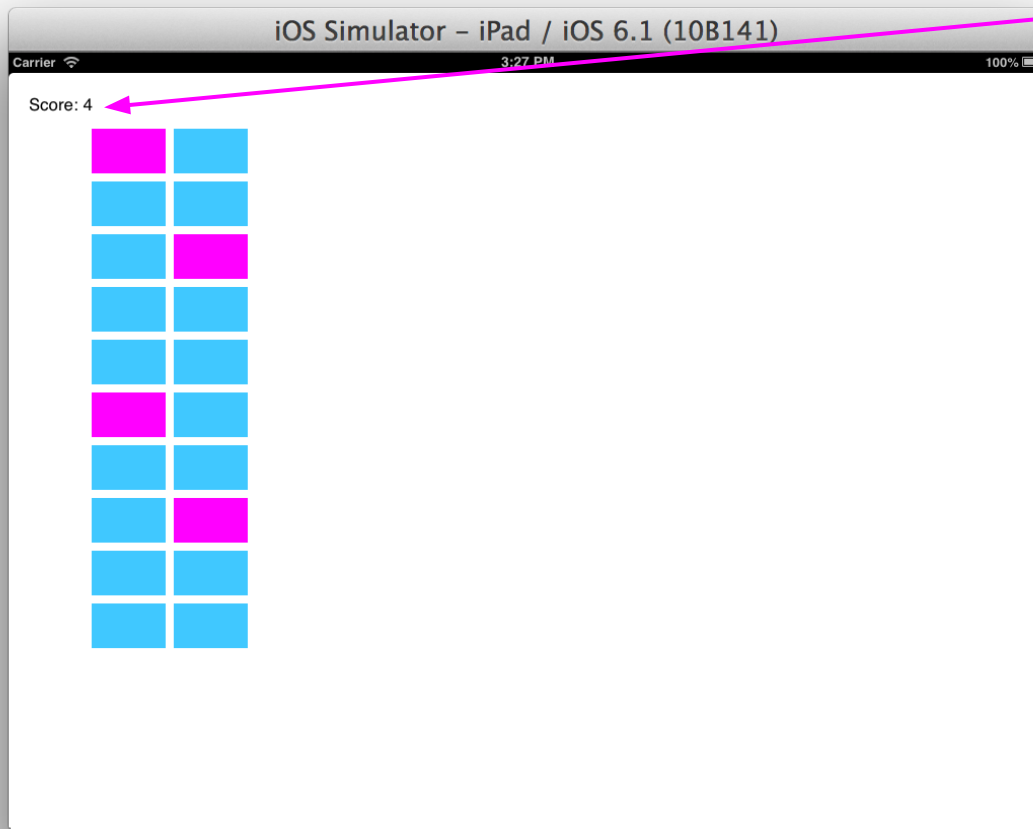 iOS Simulator – iPad / iOS 6.1 (10B141)
Carrier 3:27 PM 100%
Score: 4